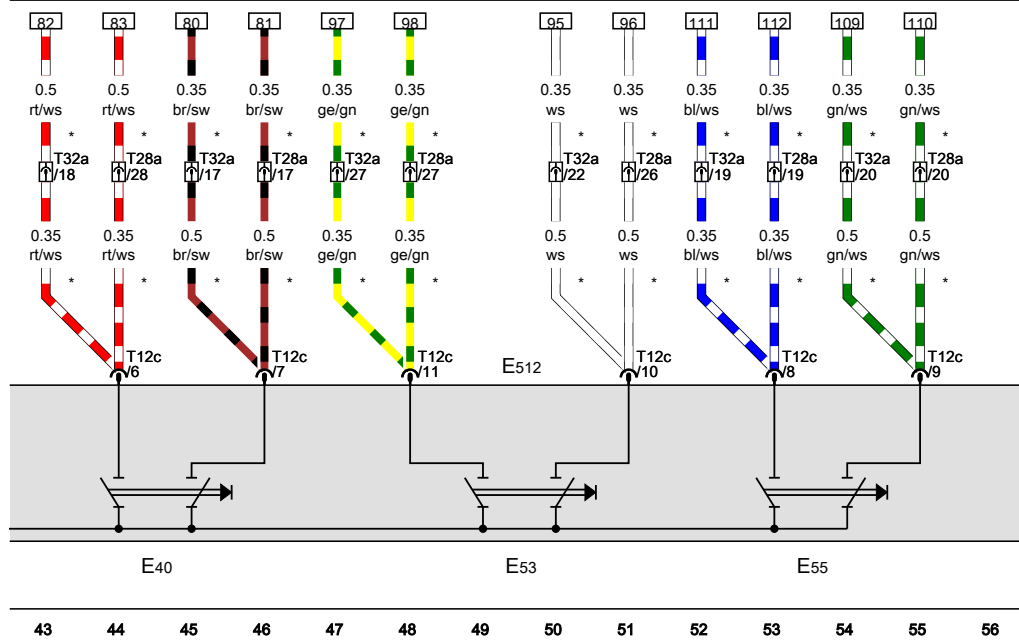 82 83 80 81 97 98 95 96 111 112 109 110
0.5 0.5 0.35 0.35 0.35 0.35 0.35 0.35 0.35 0.35 0.35 0.35
rt/ws rt/ws br/sw br/sw ge/gn ge/gn ws ws bl/ws bl/ws gn/ws gn/ws
* * * * * * * * * * * *
T32a T28a T32a T28a T32a T28a T32a T28a T32a T28a T32a T28a
/18 /28 /17 /17 /27 /27 /22 /26 /19 /19 /20 /20
0.35 0.35 0.5 0.5 0.35 0.35 0.5 0.5 0.35 0.35 0.5 0.5
rt/ws rt/ws br/sw br/sw ge/gn ge/gn ws ws bl/ws bl/ws gn/ws gn/ws
* * * * * * * * * * * *
T12c T12c T12c E512 T12c T12c T12c
/6 /7 /11 /10 /8 /9
E40 E53 E55
43 44 45 46 47 48 49 50 51 52 53 54 55 56